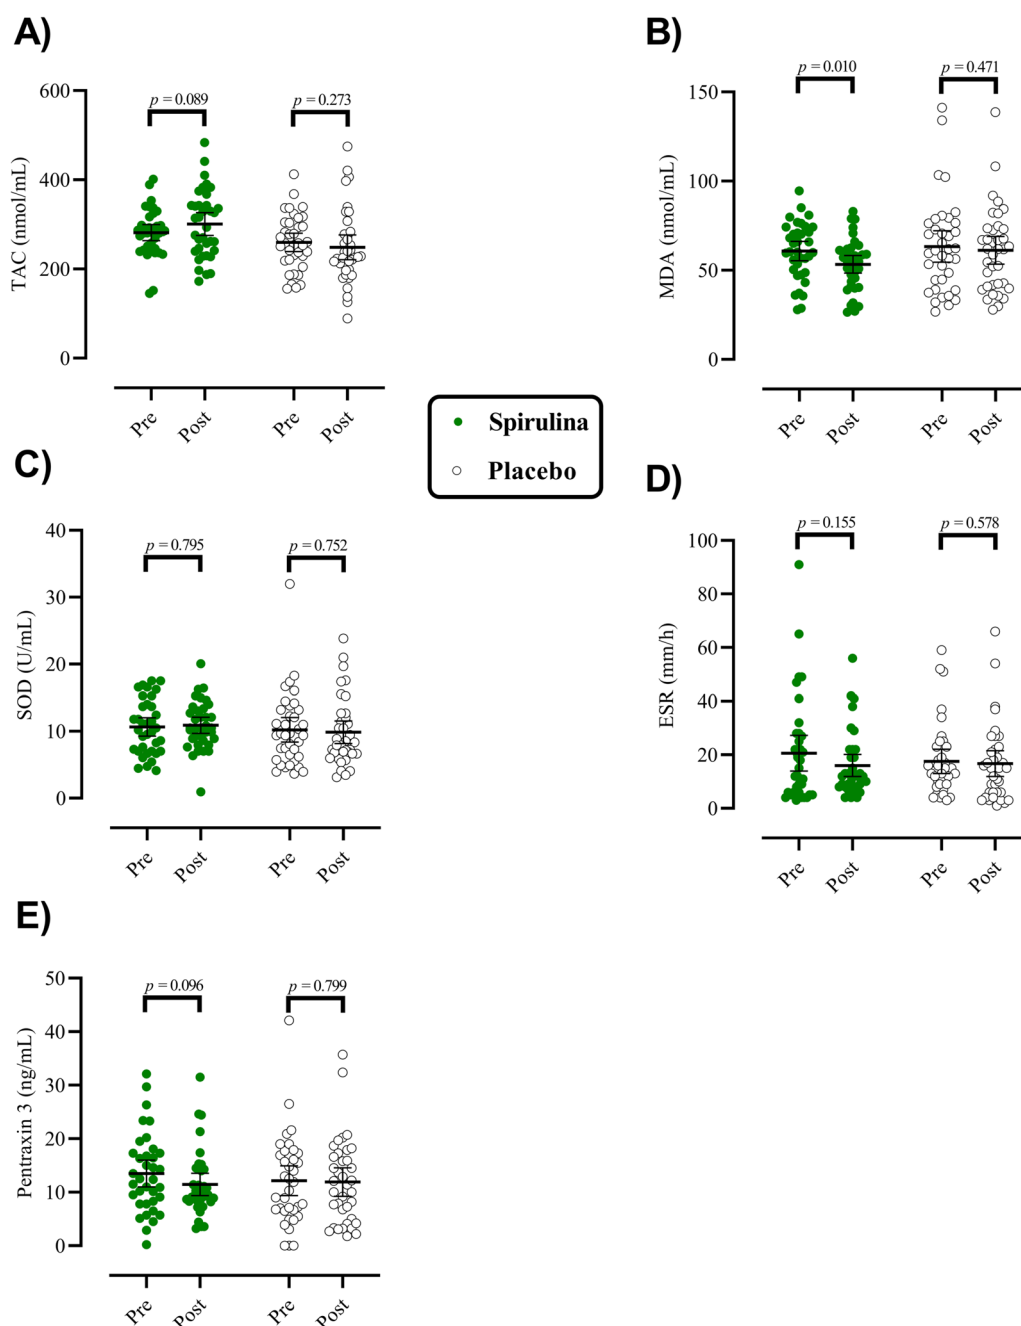 A)
p = 0.089
p = 0.273
TAC (nmol/mL)
600
400
200
0
Pre
Post
Pre
Post
B)
p = 0.010
p = 0.471
MDA (nmol/mL)
150
100
50
0
Pre
Post
Pre
Post
Spirulina
Placebo
C)
p = 0.795
p = 0.752
SOD (U/mL)
40
30
20
10
0
Pre
Post
Pre
Post
D)
p = 0.155
p = 0.578
ESR (mm/h)
100
80
60
40
20
0
Pre
Post
Pre
Post
E)
p = 0.096
p = 0.799
Pentraxin 3 (ng/mL)
50
40
30
20
10
0
Pre
Post
Pre
Post